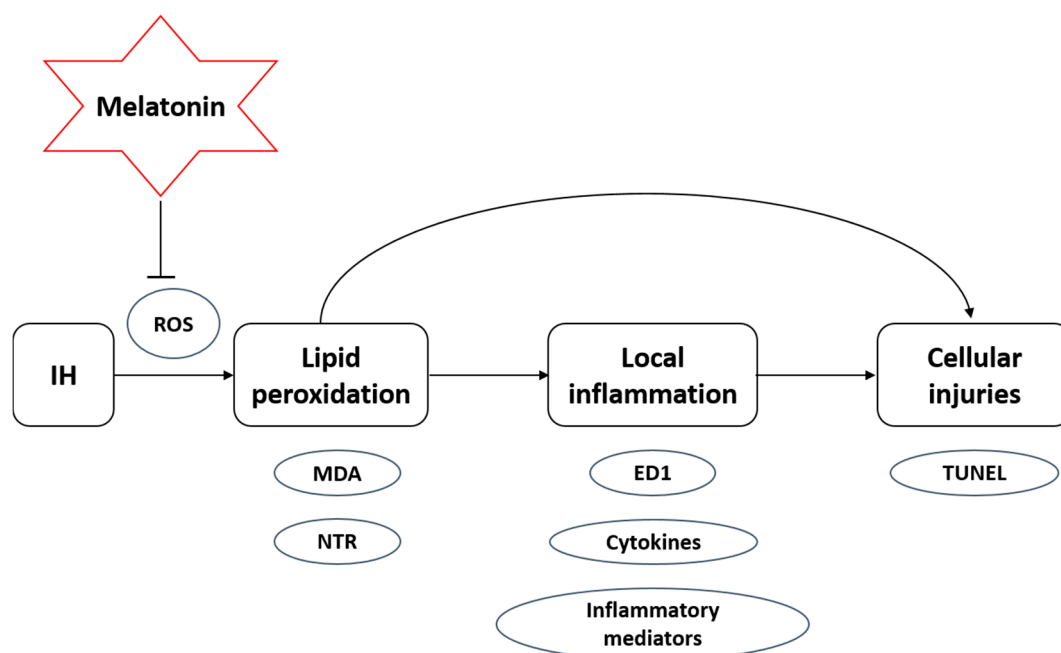 Melatonin
ROS
IH
Lipid
peroxidation
Local
inflammation
Cellular
injuries
MDA
ED1
TUNEL
NTR
Cytokines
Inflammatory
mediators